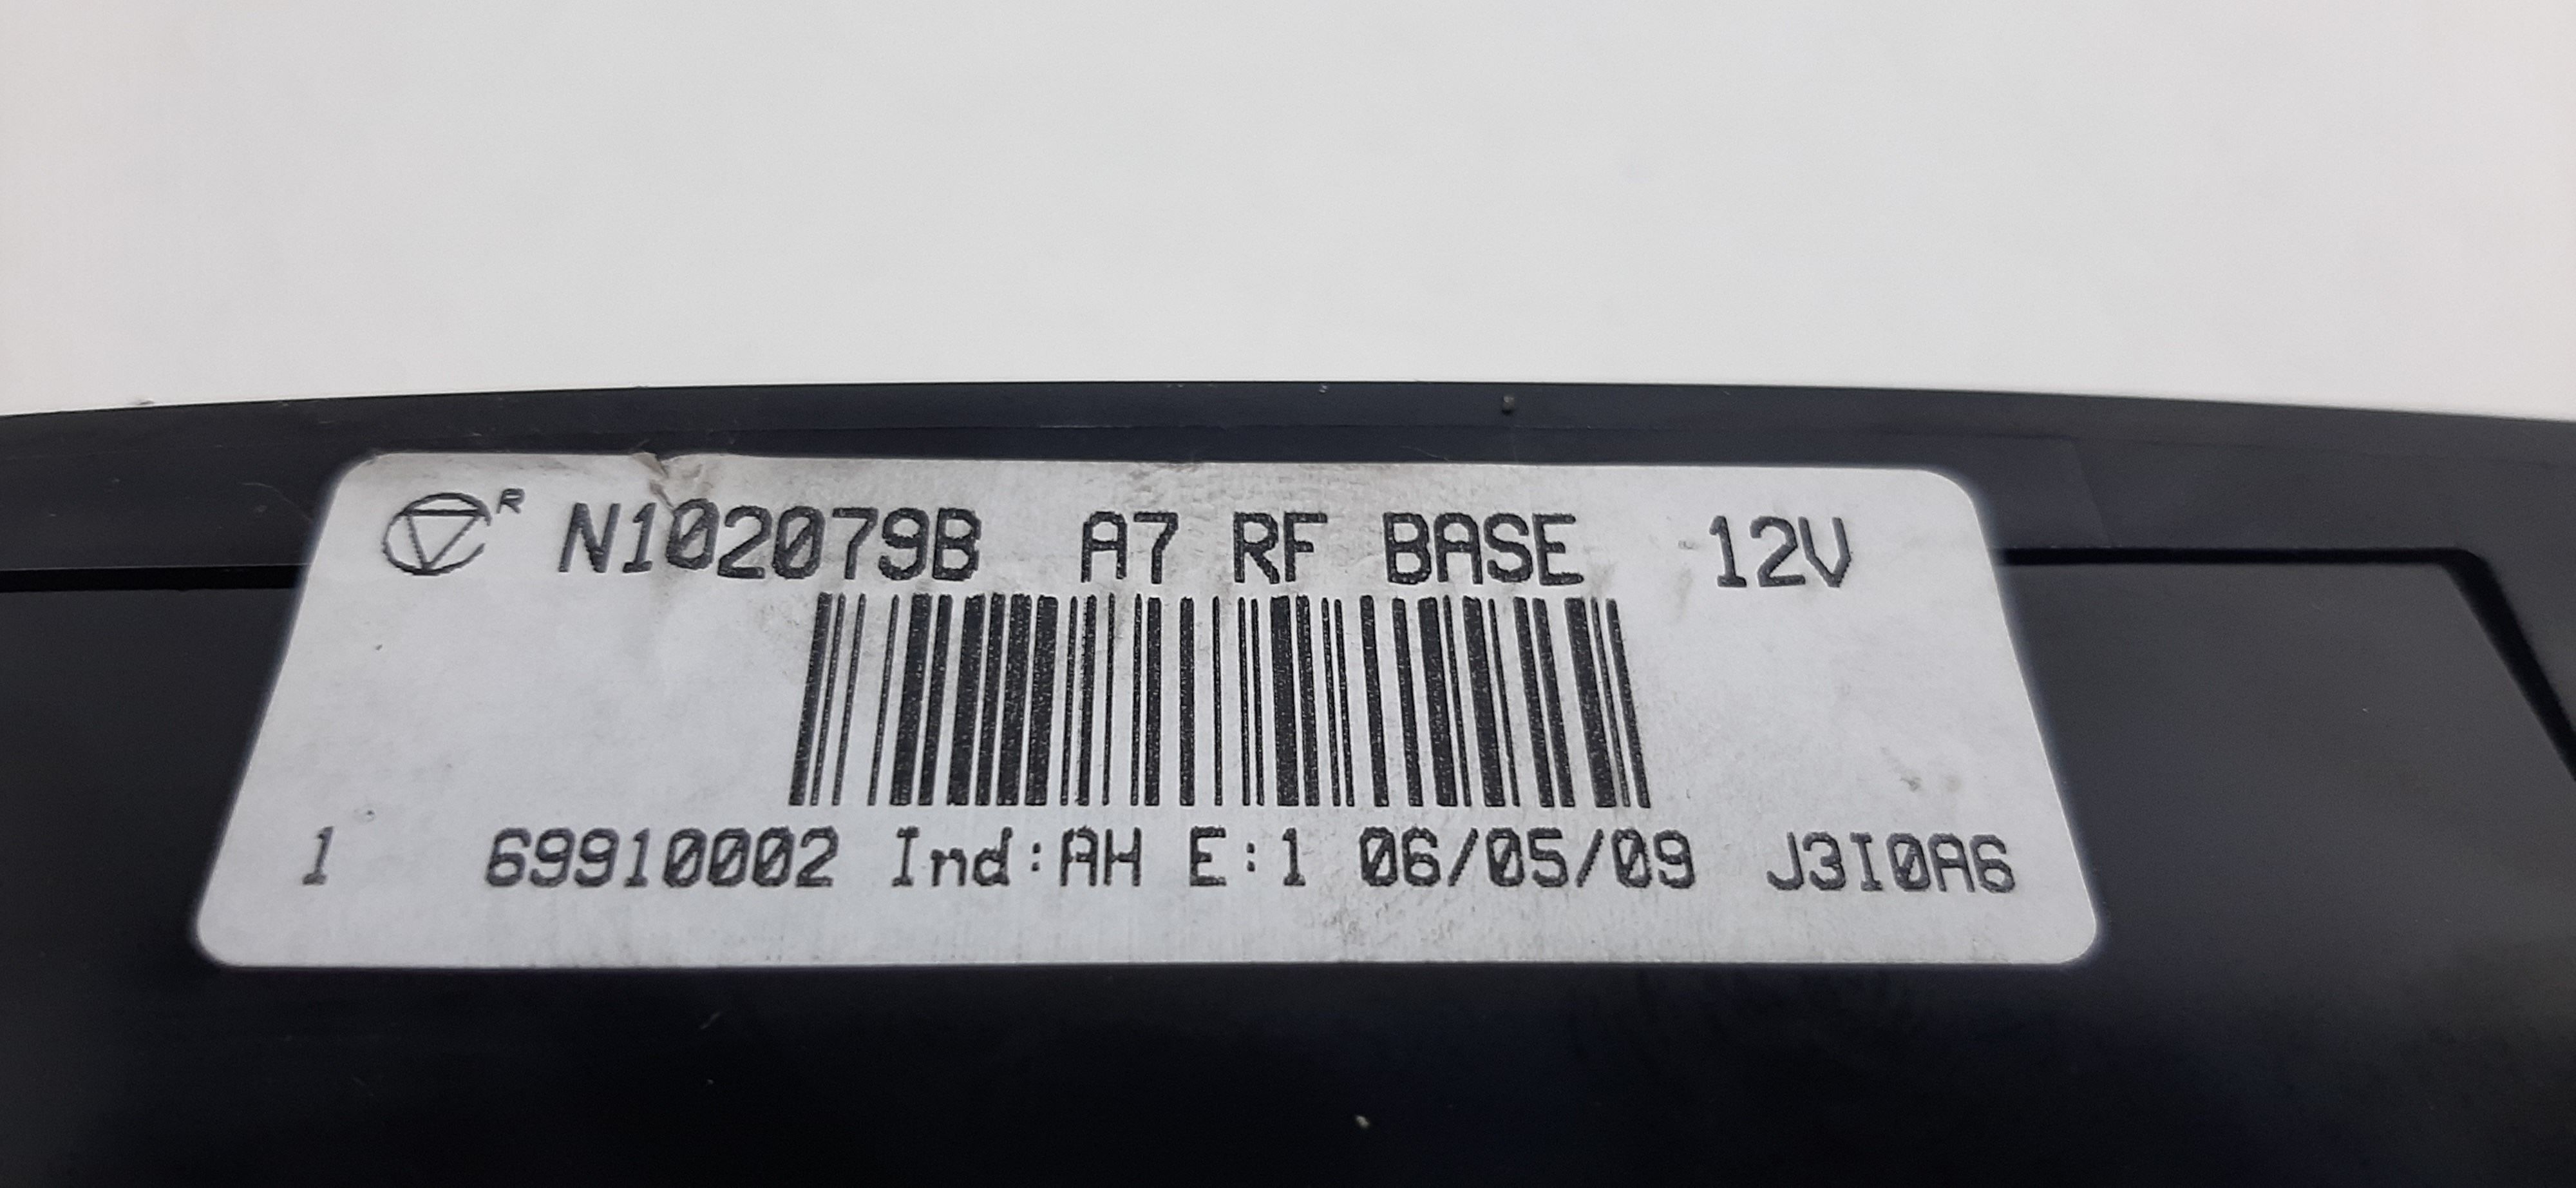 R N102079B A7 RF BASE 12V
1 69910002 Ind:AH E:1 06/05/09 J3I0A6